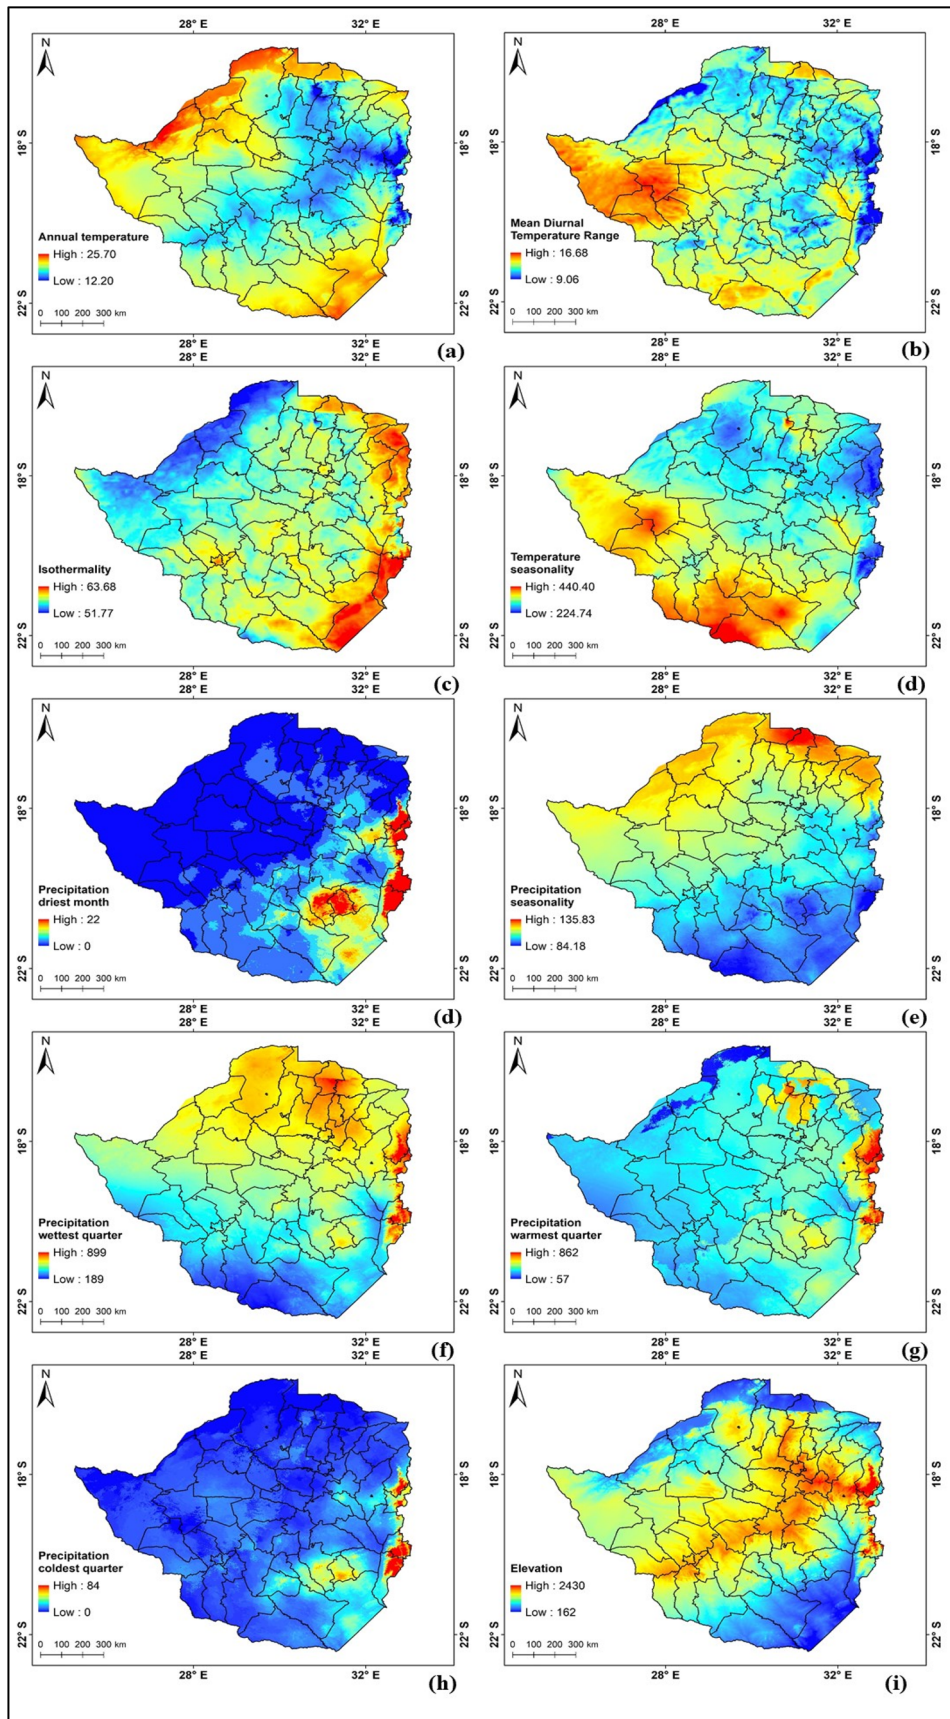 28° E 32° E 28° E 32° E
N N
18° S 18° S
Annual temperature Mean Diurnal
Temperature Range
High : 25.70 High : 16.68
Low : 12.20 Low : 9.06
22° S 22° S
0 100 200 300 km 0 100 200 300 km
(a) (b)
28° E 32° E 28° E 32° E
28° E 32° E 28° E 32° E
N N
18° S 18° S
Isothermality Temperature
seasonality
High : 63.68 High : 440.40
Low : 51.77 Low : 224.74
22° S 22° S
0 100 200 300 km 0 100 200 300 km
(c) (d)
28° E 32° E 28° E 32° E
N N
18° S 18° S
Precipitation Precipitation
driest month seasonality
High : 22 High : 135.83
Low : 0 Low : 84.18
22° S 22° S
0 100 200 300 km 0 100 200 300 km
(d) (e)
28° E 32° E 28° E 32° E
N N
18° S 18° S
Precipitation Precipitation
wettest quarter warmest quarter
High : 899 High : 862
Low : 189 Low : 57
22° S 22° S
0 100 200 300 km 0 100 200 300 km
(f) (g)
28° E 32° E 28° E 32° E
N N
18° S 18° S
Precipitation Elevation
coldest quarter
High : 84 High : 2430
Low : 0 Low : 162
22° S 22° S
0 100 200 300 km 0 100 200 300 km
28° E 32° E 28° E 32° E
(h) (i)